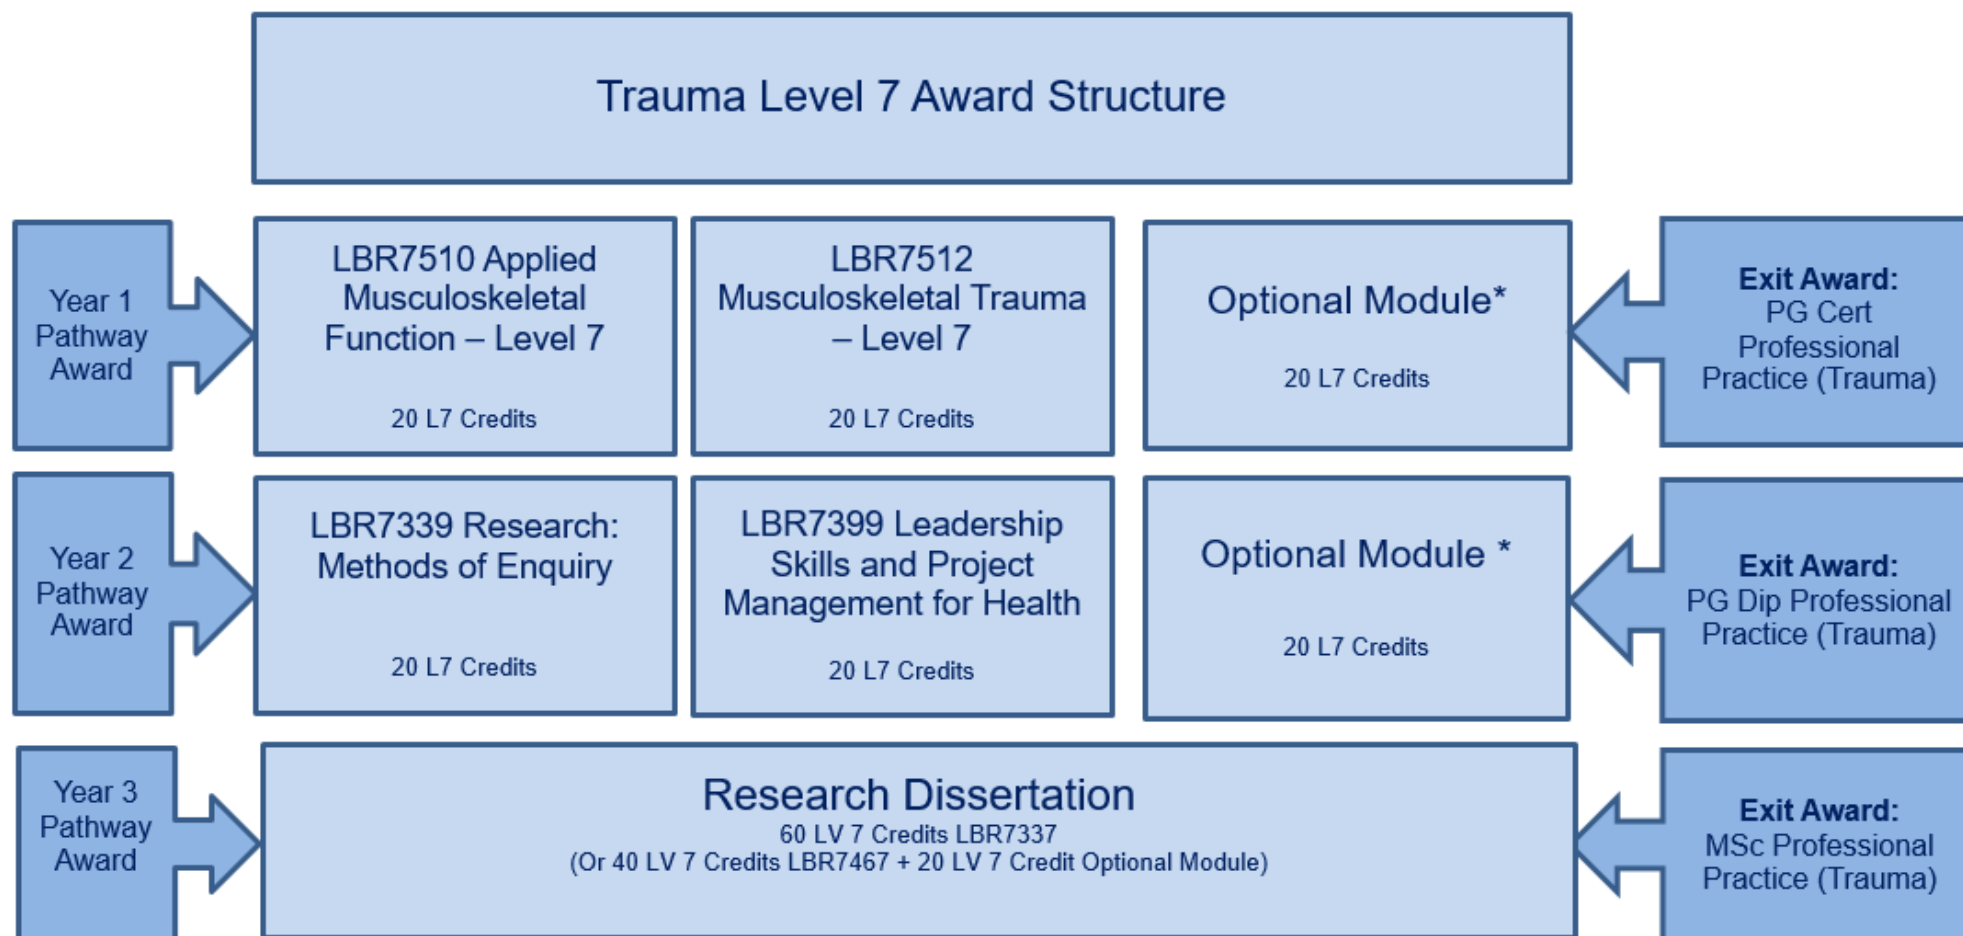 Trauma Level 7 Award Structure
Year 1
Pathway
Award
LBR7510 Applied
Musculoskeletal
Function – Level 7
20 L7 Credits
LBR7512
Musculoskeletal Trauma
– Level 7
20 L7 Credits
Optional Module*
20 L7 Credits
Exit Award:
PG Cert
Professional
Practice (Trauma)
Year 2
Pathway
Award
LBR7339 Research:
Methods of Enquiry
20 L7 Credits
LBR7399 Leadership
Skills and Project
Management for Health
20 L7 Credits
Optional Module *
20 L7 Credits
Exit Award:
PG Dip Professional
Practice (Trauma)
Year 3
Pathway
Award
Research Dissertation
60 LV 7 Credits LBR7337
(Or 40 LV 7 Credits LBR7467 + 20 LV 7 Credit Optional Module)
Exit Award:
MSc Professional
Practice (Trauma)